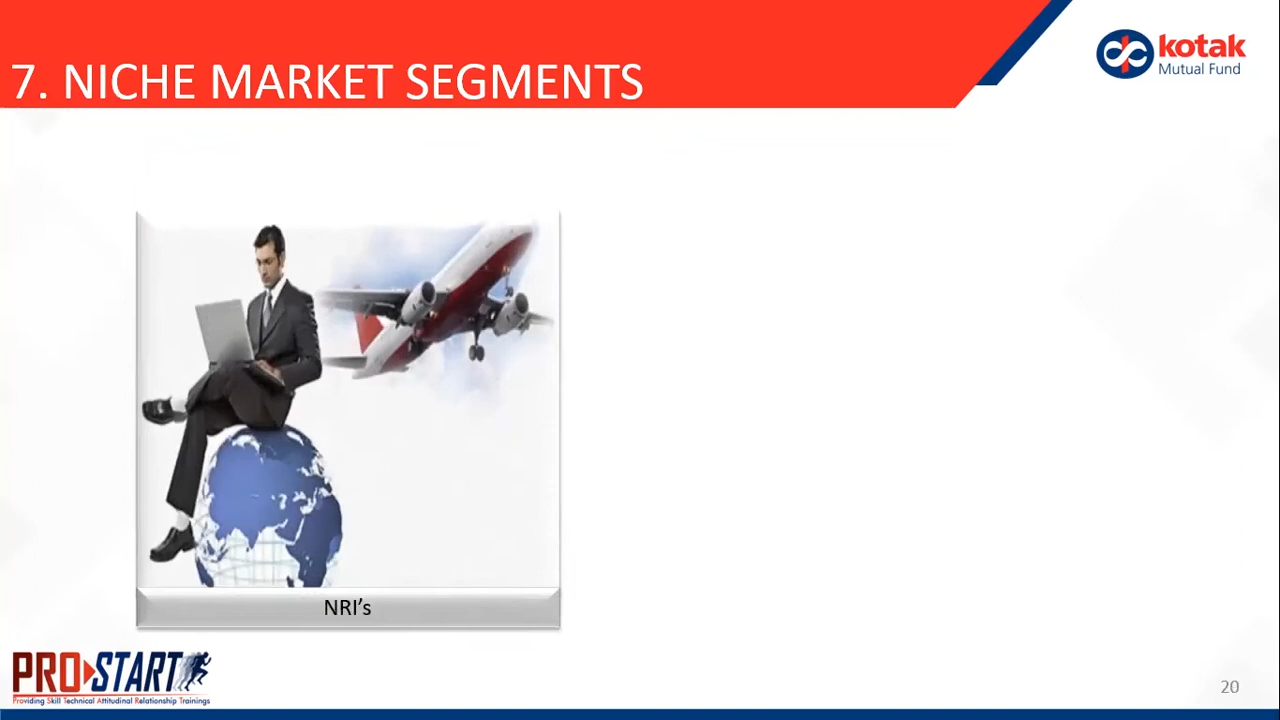 7. NICHE MARKET SEGMENTS
kotak
Mutual Fund
NRI’s
PRO START
Providing Skill Technical Attitudinal Relationship Trainings
20